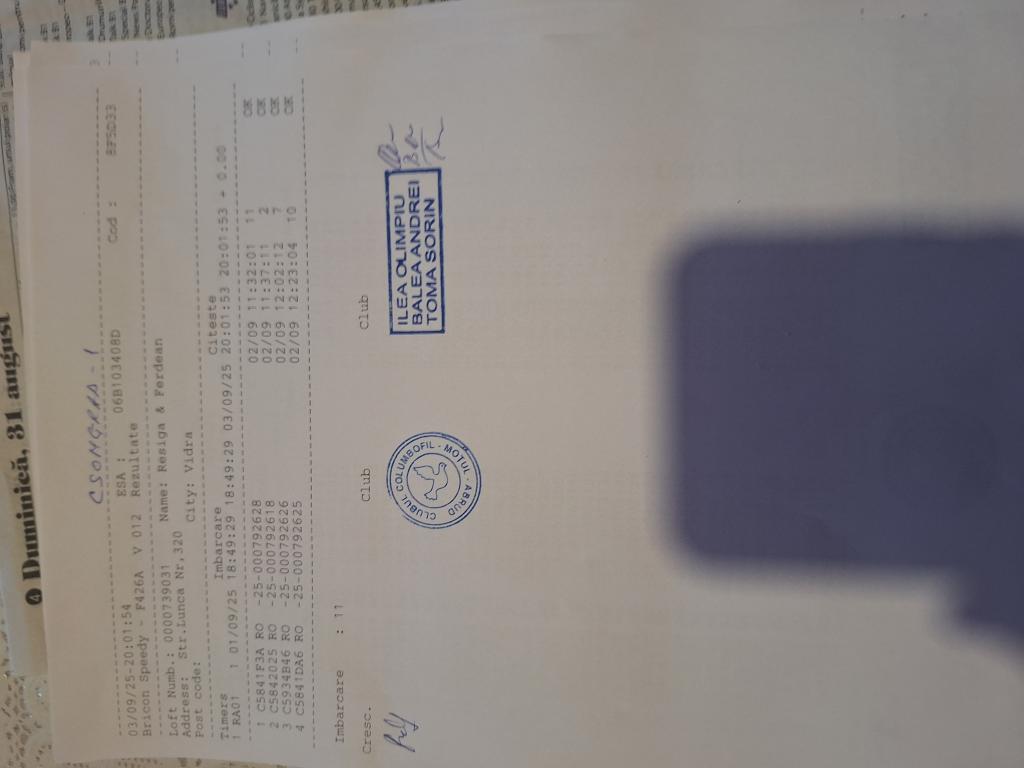 4 Duminică, 31 august
CSONGRAD - 1
03/09/25-20:01:54 ESA : 06B103408D Cod : 8F5D33
Bricon Speedy - F426A V 012 Rezultate
Loft Numb.: 0000739031 Name: Resiga & Ferdean
Address: Str.Lunca Nr,320
Post code: City: Vidra
Timers Imbarcare Citeste
1 RA01 1 01/09/25 18:49:29 18:49:29 03/09/25 20:01:53 20:01:53 + 0.00
1 C5841F3A RO -25-000792628 02/09 11:32:01 11 OK
2 C5842025 RO -25-000792618 02/09 11:37:11 2 OK
3 C5934B46 RO -25-000792626 02/09 12:02:12 7 OK
4 C5841DA6 RO -25-000792625 02/09 12:23:04 10 OK
Imbarcare : 11
Cresc. Club Club
CLUBUL COLUMBOFIL - MOTUL - ABRUD
ILEA OLIMPIU
BALEA ANDREI
TOMA SORIN